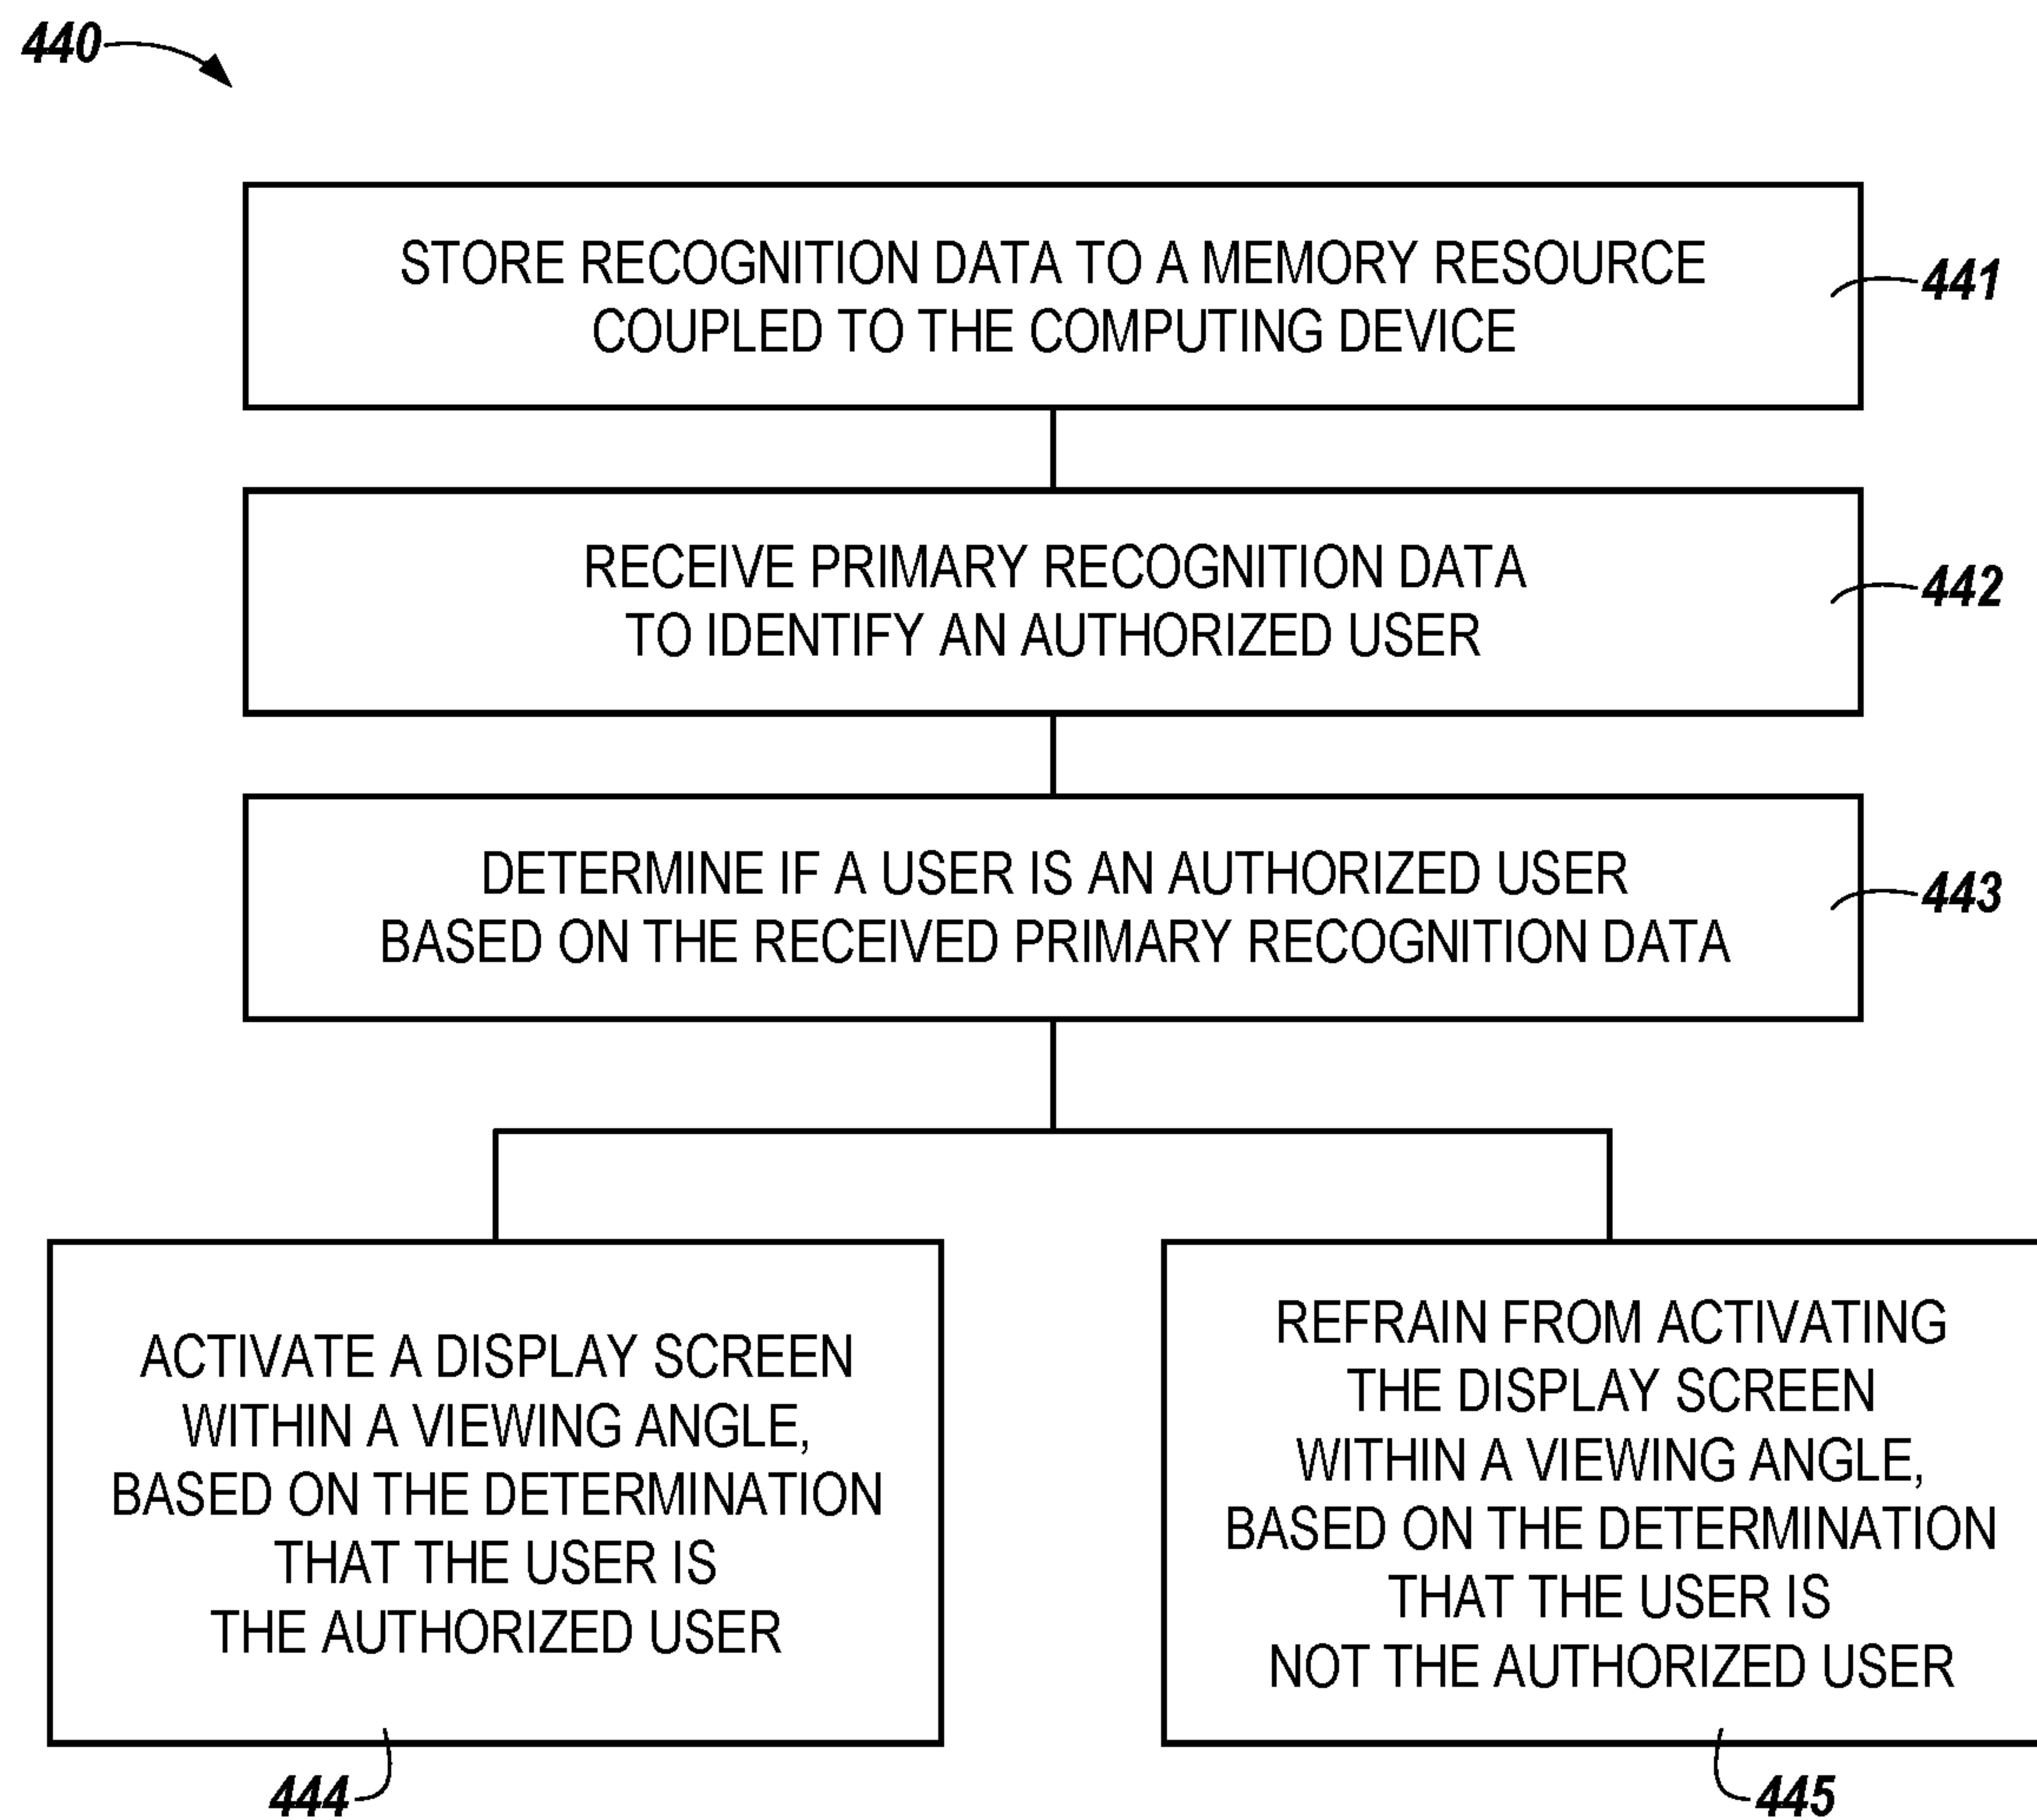 440
STORE RECOGNITION DATA TO A MEMORY RESOURCE
COUPLED TO THE COMPUTING DEVICE
441
RECEIVE PRIMARY RECOGNITION DATA
TO IDENTIFY AN AUTHORIZED USER
442
DETERMINE IF A USER IS AN AUTHORIZED USER
BASED ON THE RECEIVED PRIMARY RECOGNITION DATA
443
ACTIVATE A DISPLAY SCREEN
WITHIN A VIEWING ANGLE,
BASED ON THE DETERMINATION
THAT THE USER IS
THE AUTHORIZED USER
444
REFRAIN FROM ACTIVATING
THE DISPLAY SCREEN
WITHIN A VIEWING ANGLE,
BASED ON THE DETERMINATION
THAT THE USER IS
NOT THE AUTHORIZED USER
445